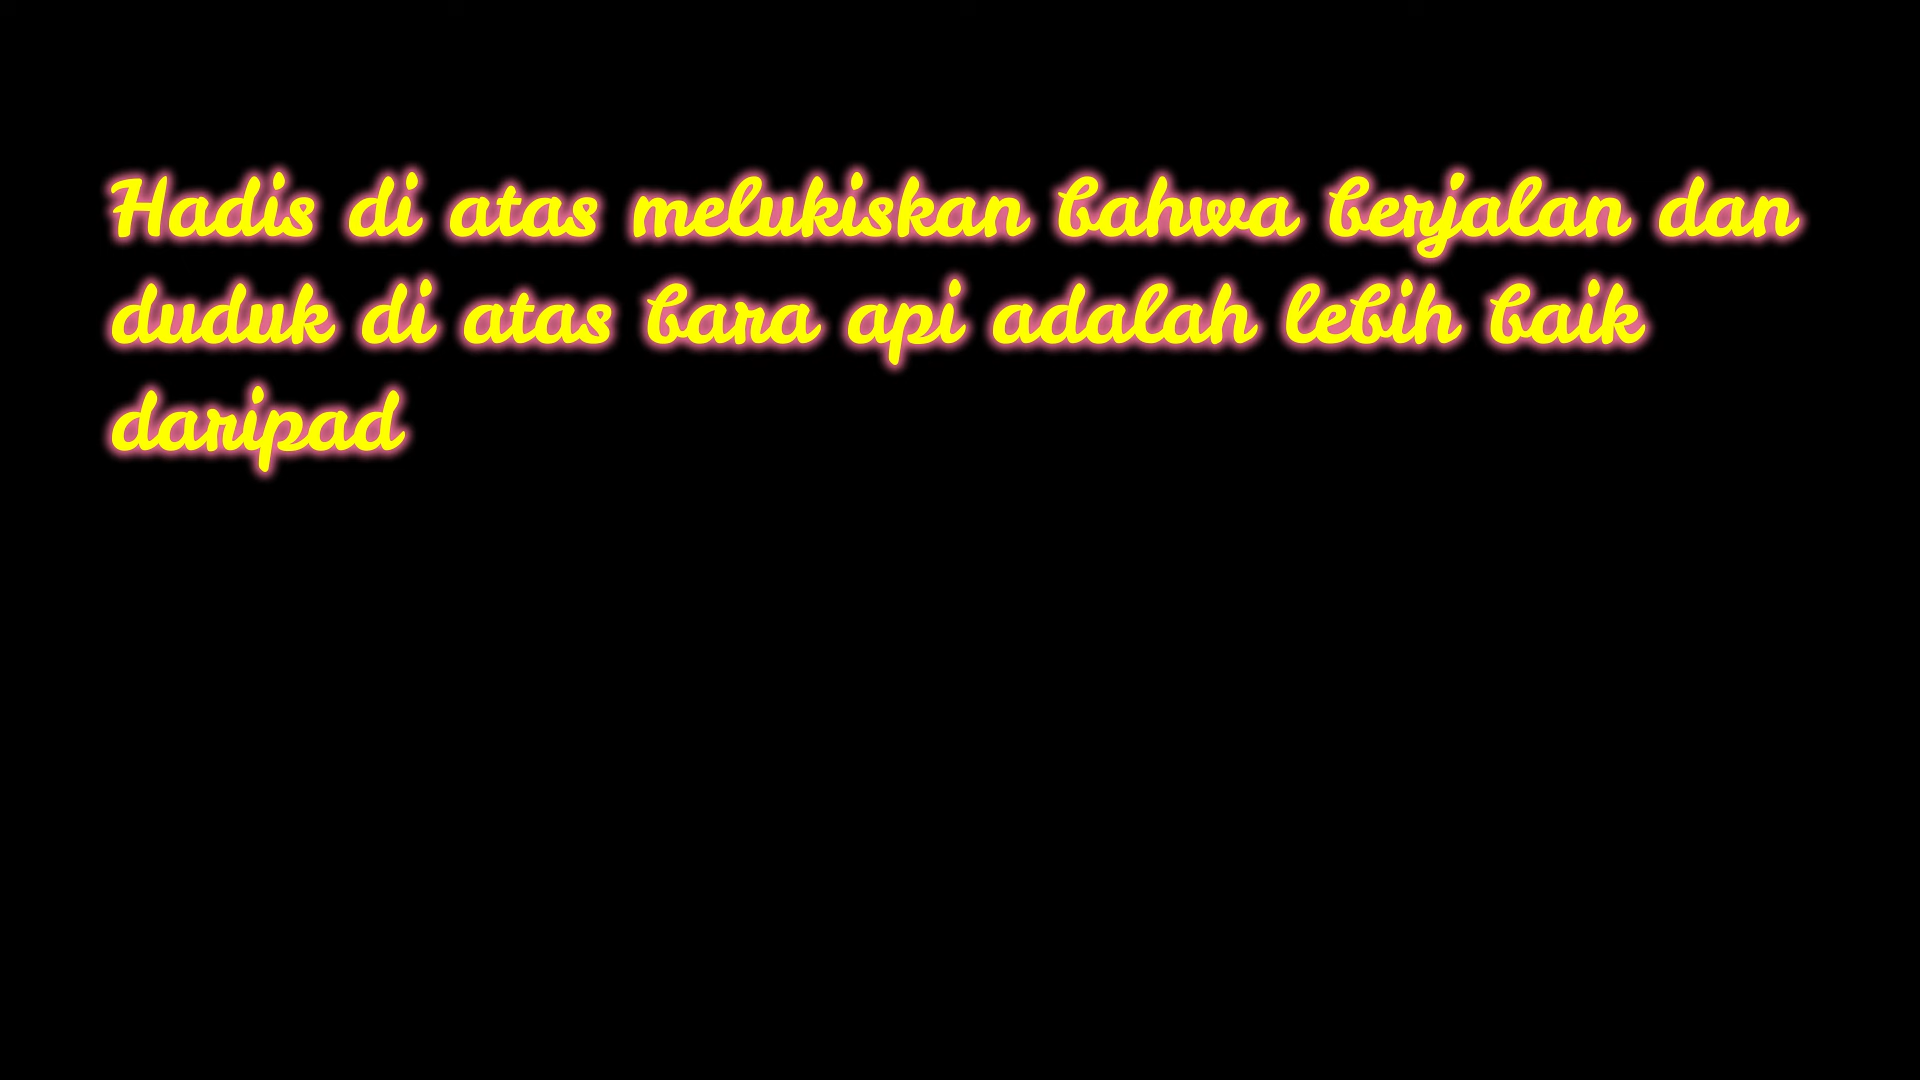 Hadis di atas melukiskan bahwa berjalan dan
duduk di atas bara api adalah lebih baik
daripad